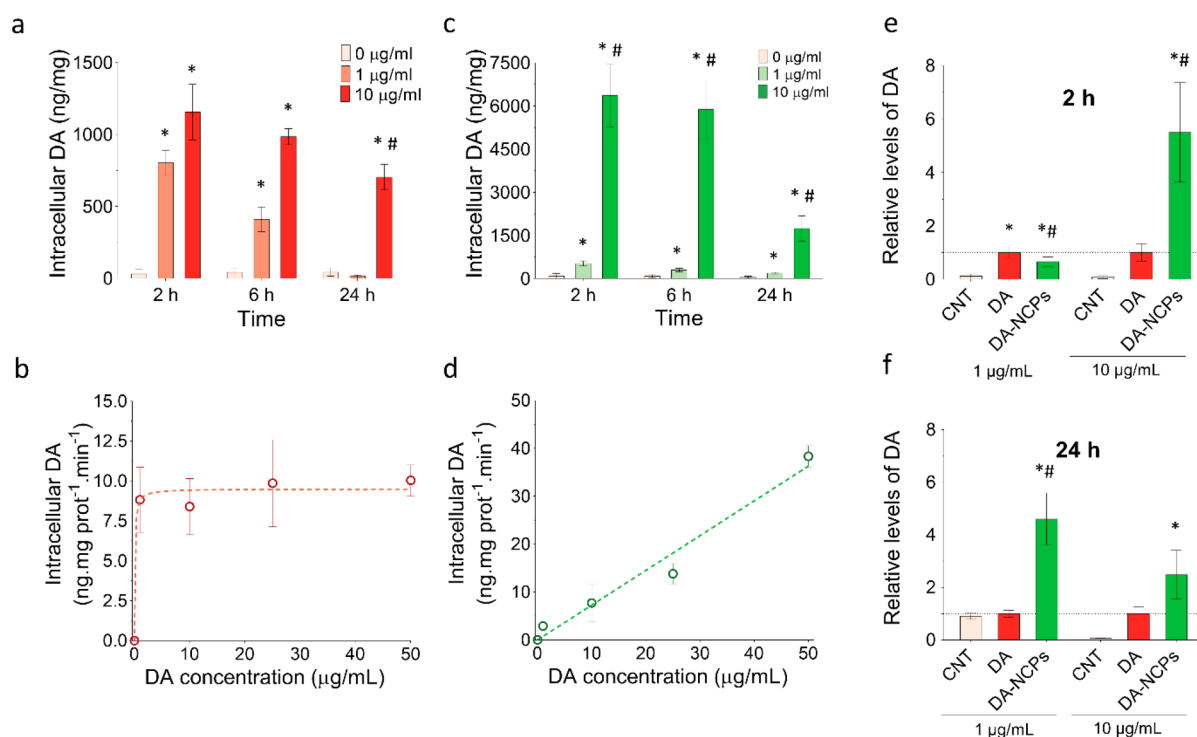 a
Intracellular DA (ng/mg)
1500
1000
500
0
0 μg/ml
1 μg/ml
10 μg/ml
*
*
*
*
* #
2 h
6 h
24 h
Time
c
Intracellular DA (ng/mg)
7500
6000
4500
3000
1500
0
0 μg/ml
1 μg/ml
10 μg/ml
*
* #
*
* #
*
* #
2 h
6 h
24 h
Time
e
Relative levels of DA
8
6
4
2
0
2 h
*
*#
*#
CNT
DA
DA-NCPs
CNT
DA
DA-NCPs
1 μg/mL
10 μg/mL
b
Intracellular DA
(ng.mg prot⁻¹.min⁻¹)
15.0
12.5
10.0
7.5
5.0
2.5
0.0
0
10
20
30
40
50
DA concentration (μg/mL)
d
Intracellular DA
(ng.mg prot⁻¹.min⁻¹)
50
40
30
20
10
0
0
10
20
30
40
50
DA concentration (μg/mL)
f
Relative levels of DA
8
6
4
2
0
24 h
*#
*
CNT
DA
DA-NCPs
CNT
DA
DA-NCPs
1 μg/mL
10 μg/mL